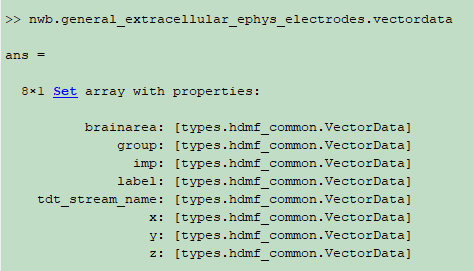 >> nwb.general_extracellular_ephys_electrodes.vectordata
ans =
8×1 Set array with properties:
brainarea: [types.hdmf_common.VectorData]
group: [types.hdmf_common.VectorData]
imp: [types.hdmf_common.VectorData]
label: [types.hdmf_common.VectorData]
tdt_stream_name: [types.hdmf_common.VectorData]
x: [types.hdmf_common.VectorData]
y: [types.hdmf_common.VectorData]
z: [types.hdmf_common.VectorData]